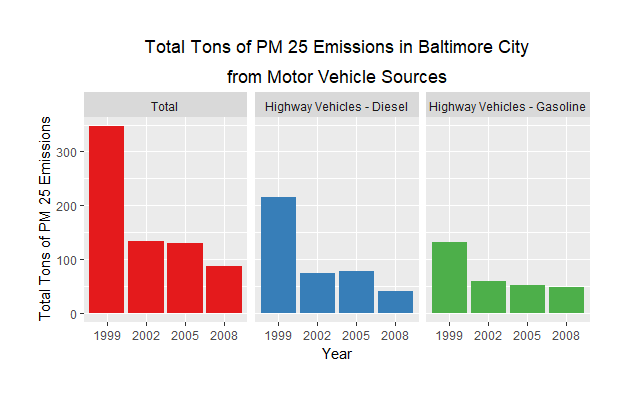 Total Tons of PM 25 Emissions in Baltimore City
from Motor Vehicle Sources
Total
Highway Vehicles - Diesel
Highway Vehicles - Gasoline
Total Tons of PM 25 Emissions
300
200
100
0
1999 2002 2005 2008
1999 2002 2005 2008
1999 2002 2005 2008
Year